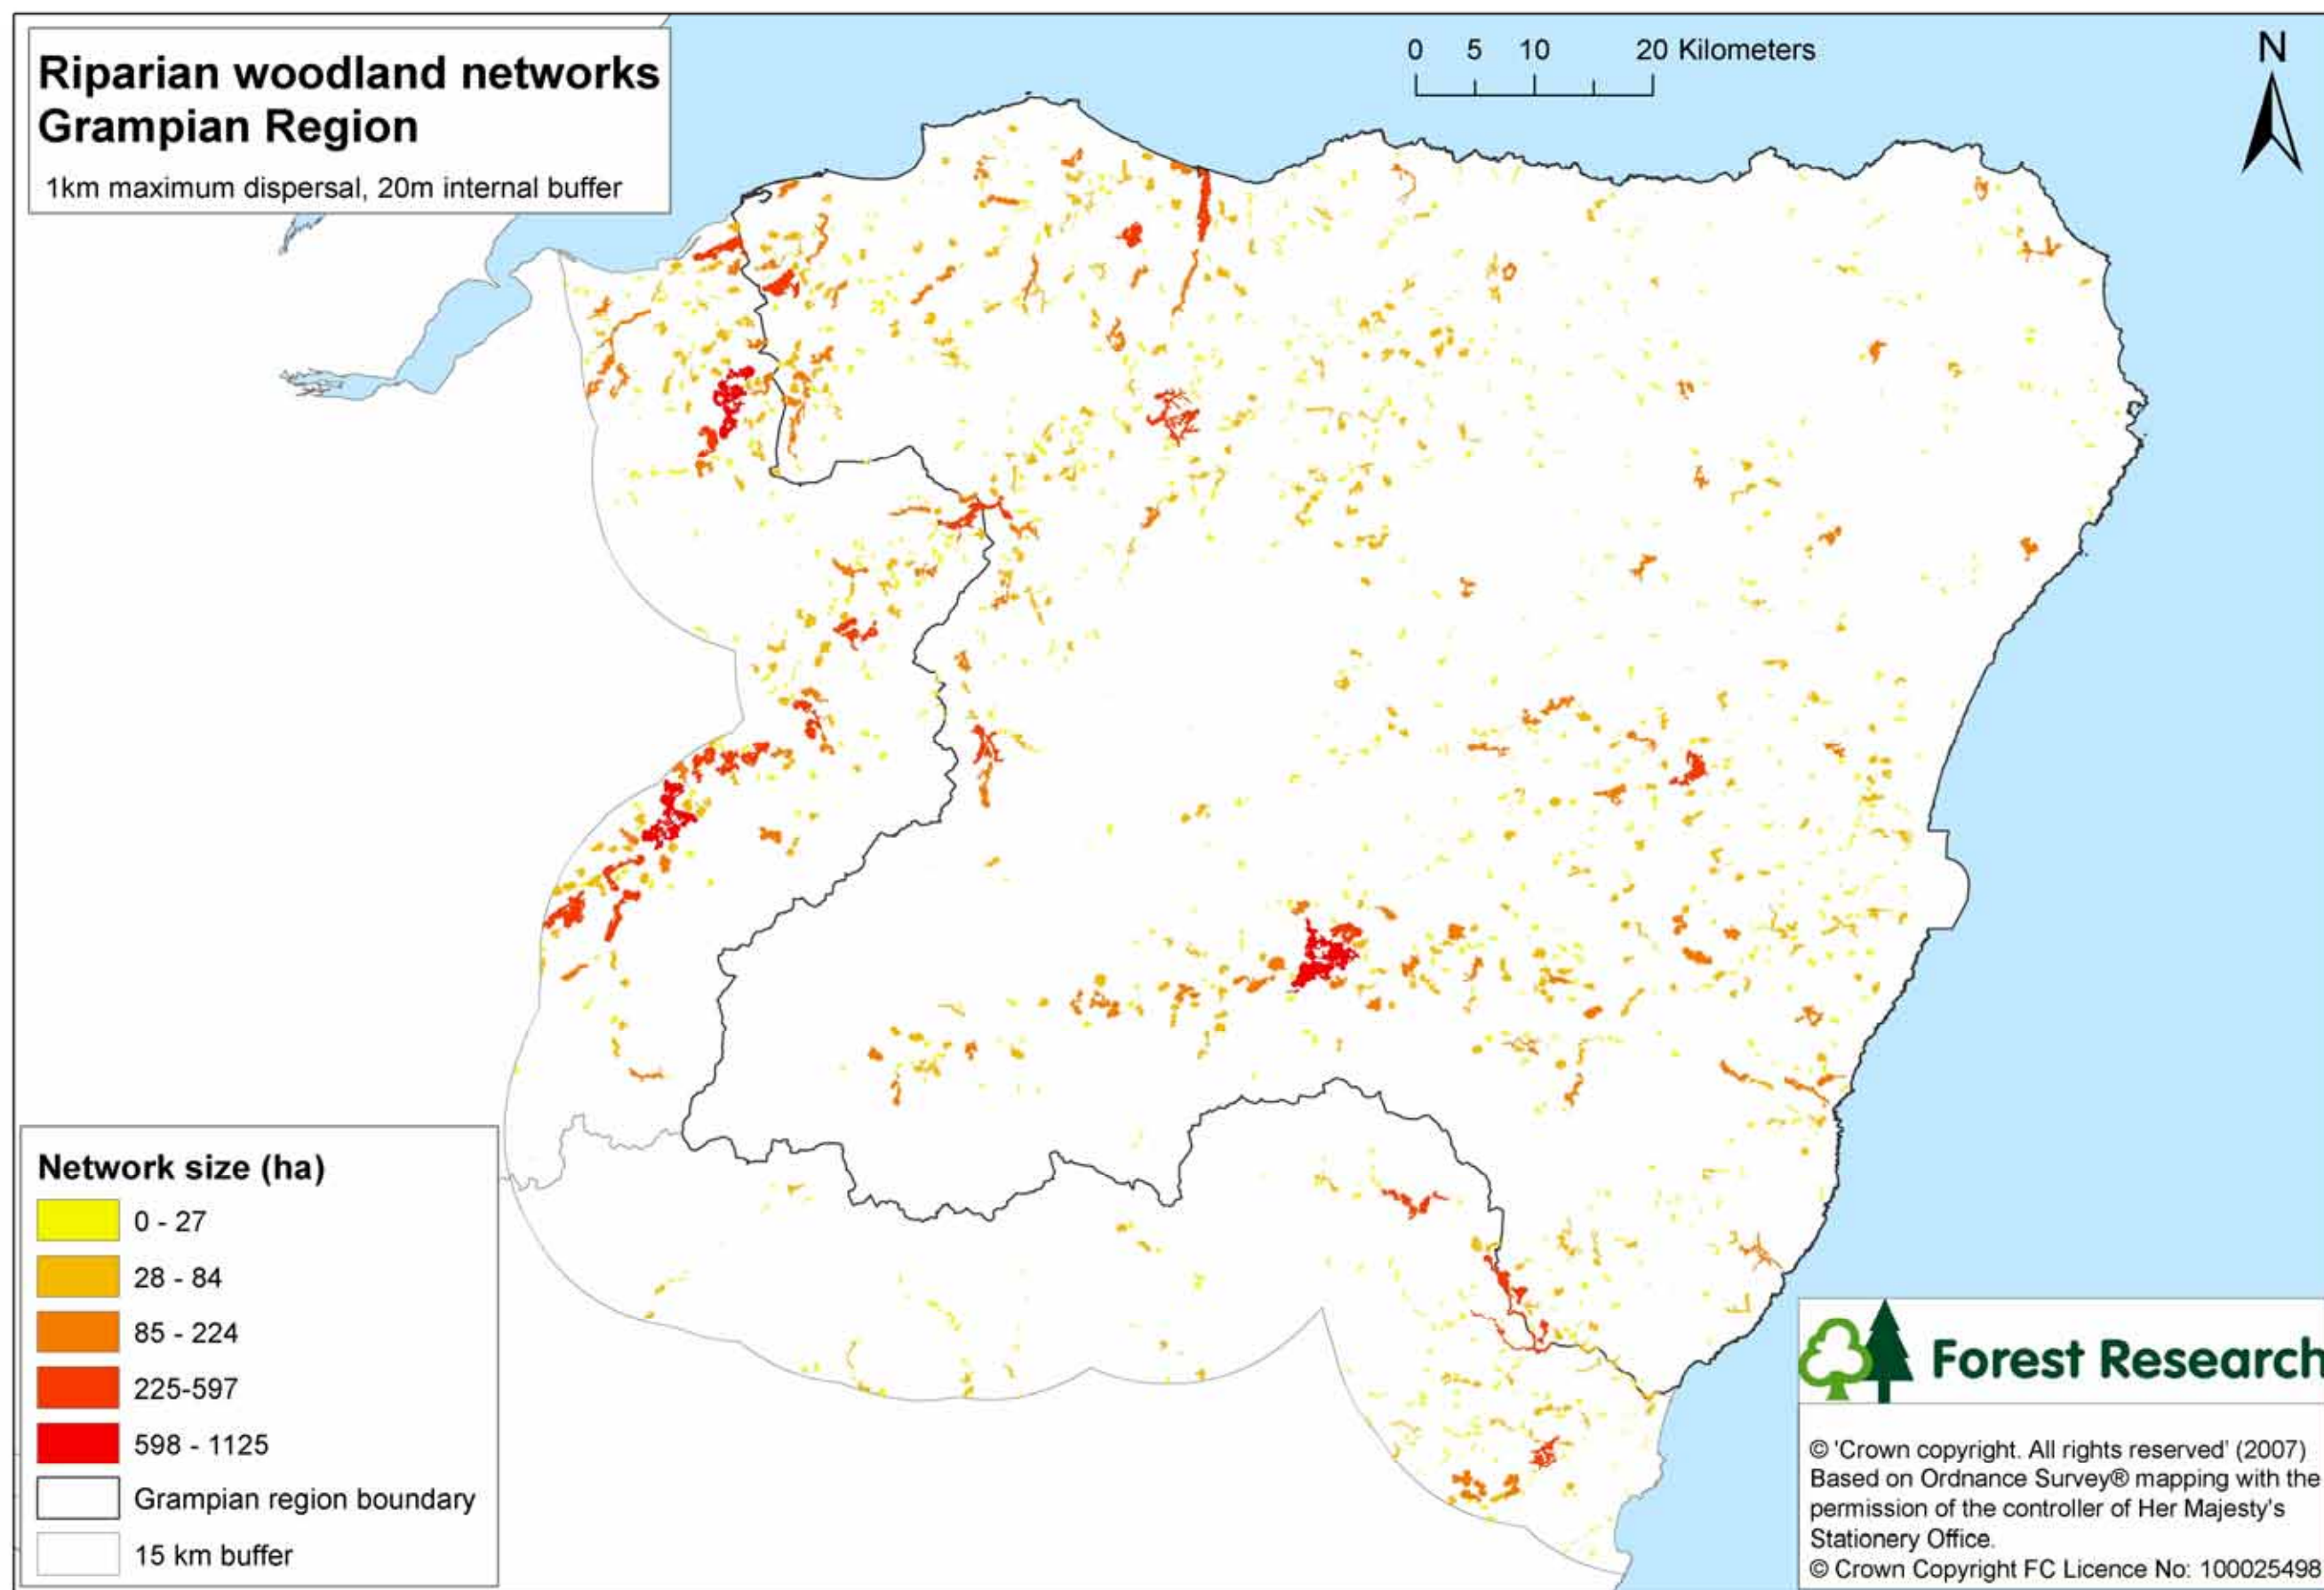 Riparian woodland networks
Grampian Region
1km maximum dispersal, 20m internal buffer
0 5 10 20 Kilometers
N
Network size (ha)
0 - 27
28 - 84
85 - 224
225-597
598 - 1125
Grampian region boundary
15 km buffer
Forest Research
© 'Crown copyright. All rights reserved' (2007)
Based on Ordnance Survey® mapping with the
permission of the controller of Her Majesty's
Stationery Office.
© Crown Copyright FC Licence No: 100025498